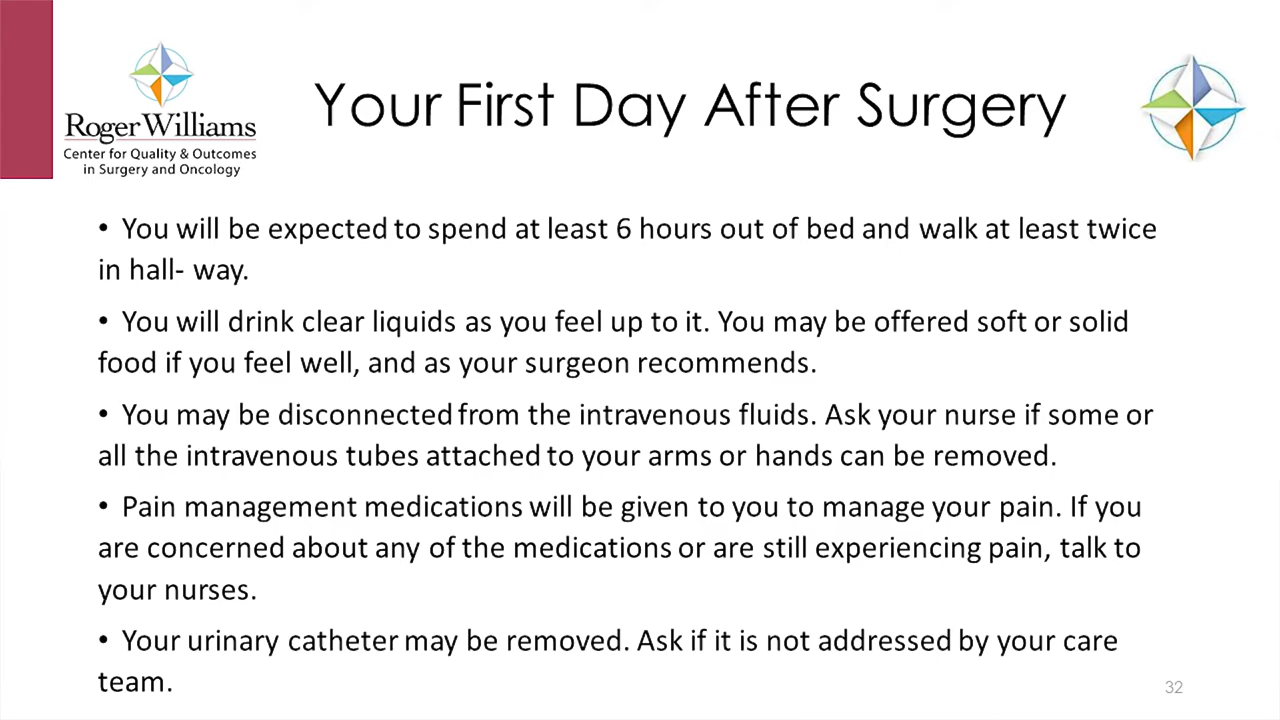 Roger Williams
Center for Quality & Outcomes
in Surgery and Oncology
Your First Day After Surgery
• You will be expected to spend at least 6 hours out of bed and walk at least twice
in hall- way.
• You will drink clear liquids as you feel up to it. You may be offered soft or solid
food if you feel well, and as your surgeon recommends.
• You may be disconnected from the intravenous fluids. Ask your nurse if some or
all the intravenous tubes attached to your arms or hands can be removed.
• Pain management medications will be given to you to manage your pain. If you
are concerned about any of the medications or are still experiencing pain, talk to
your nurses.
• Your urinary catheter may be removed. Ask if it is not addressed by your care
team.
32